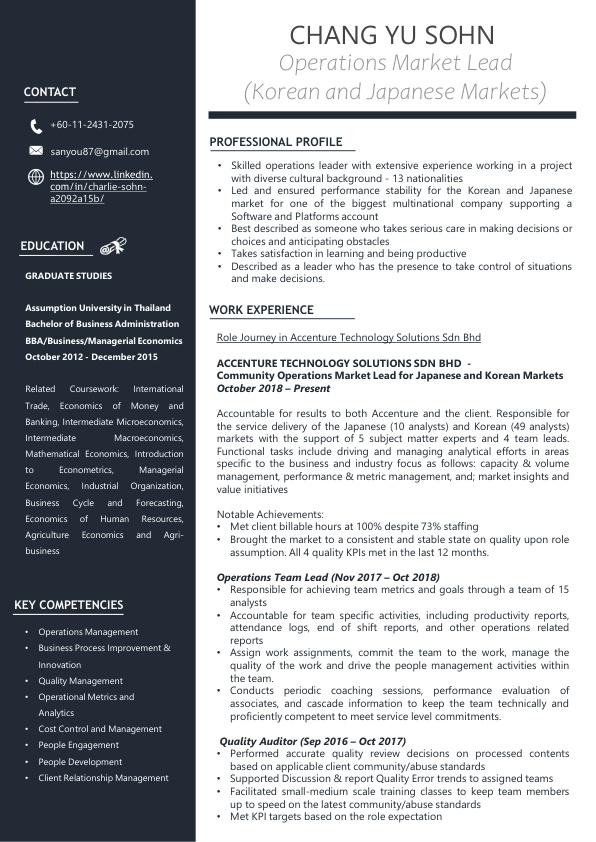 CHANG YU SOHN
Operations Market Lead
(Korean and Japanese Markets)
CONTACT
+60-11-2431-2075
sanyou87@gmail.com
https://www.linkedin.
com/in/charlie-sohn-
a2092a15b/
EDUCATION
GRADUATE STUDIES
Assumption University in Thailand
Bachelor of Business Administration
BBA/Business/Managerial Economics
October 2012 - December 2015
Related Coursework: International
Trade, Economics of Money and
Banking, Intermediate Microeconomics,
Intermediate Macroeconomics,
Mathematical Economics, Introduction
to Econometrics, Managerial
Economics, Industrial Organization,
Business Cycle and Forecasting,
Economics of Human Resources,
Agriculture Economics and Agri-
business
KEY COMPETENCIES
• Operations Management
• Business Process Improvement &
Innovation
• Quality Management
• Operational Metrics and
Analytics
• Cost Control and Management
• People Engagement
• People Development
• Client Relationship Management
PROFESSIONAL PROFILE
• Skilled operations leader with extensive experience working in a project
with diverse cultural background - 13 nationalities
• Led and ensured performance stability for the Korean and Japanese
market for one of the biggest multinational company supporting a
Software and Platforms account
• Best described as someone who takes serious care in making decisions or
choices and anticipating obstacles
• Takes satisfaction in learning and being productive
• Described as a leader who has the presence to take control of situations
and make decisions.
WORK EXPERIENCE
Role Journey in Accenture Technology Solutions Sdn Bhd
ACCENTURE TECHNOLOGY SOLUTIONS SDN BHD -
Community Operations Market Lead for Japanese and Korean Markets
October 2018 – Present
Accountable for results to both Accenture and the client. Responsible for
the service delivery of the Japanese (10 analysts) and Korean (49 analysts)
markets with the support of 5 subject matter experts and 4 team leads.
Functional tasks include driving and managing analytical efforts in areas
specific to the business and industry focus as follows: capacity & volume
management, performance & metric management, and; market insights and
value initiatives
Notable Achievements:
• Met client billable hours at 100% despite 73% staffing
• Brought the market to a consistent and stable state on quality upon role
assumption. All 4 quality KPIs met in the last 12 months.
Operations Team Lead (Nov 2017 – Oct 2018)
• Responsible for achieving team metrics and goals through a team of 15
analysts
• Accountable for team specific activities, including productivity reports,
attendance logs, end of shift reports, and other operations related
reports
• Assign work assignments, commit the team to the work, manage the
quality of the work and drive the people management activities within
the team.
• Conducts periodic coaching sessions, performance evaluation of
associates, and cascade information to keep the team technically and
proficiently competent to meet service level commitments.
Quality Auditor (Sep 2016 – Oct 2017)
• Performed accurate quality review decisions on processed contents
based on applicable client community/abuse standards
• Supported Discussion & report Quality Error trends to assigned teams
• Facilitated small-medium scale training classes to keep team members
up to speed on the latest community/abuse standards
• Met KPI targets based on the role expectation